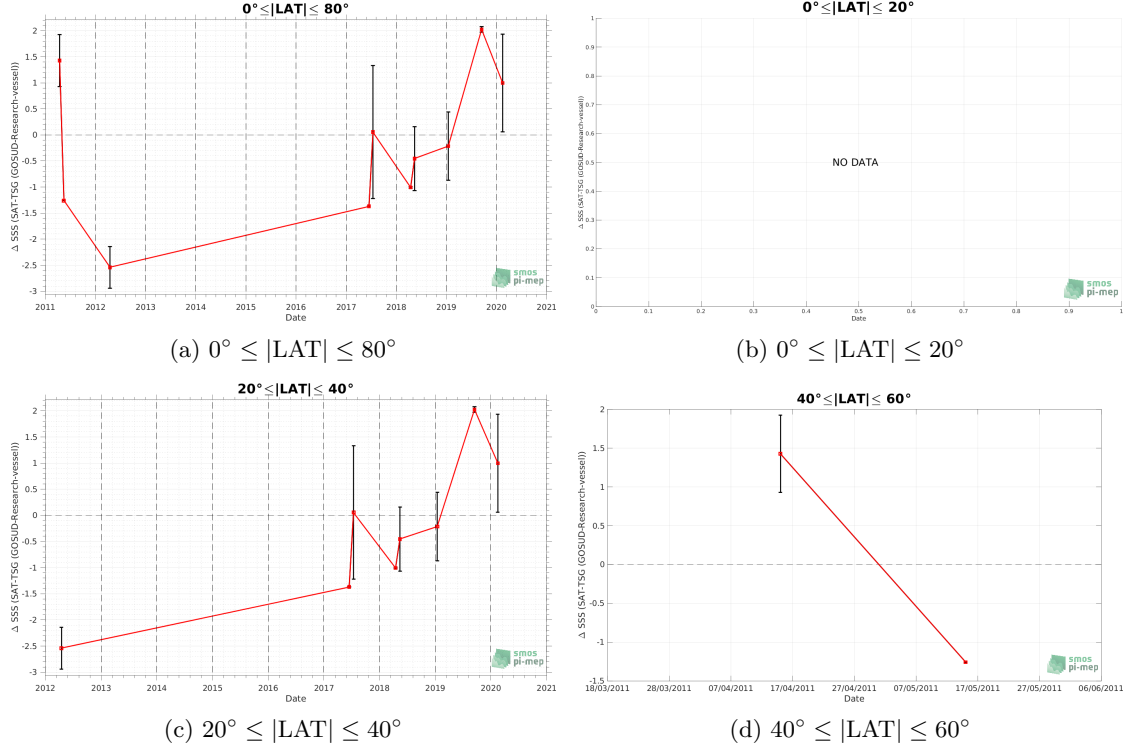 0°≤|LAT|≤ 80°
Δ SSS (SAT-TSG (GOSUD-Research-vessel))
2
1.5
1
0.5
0
-0.5
-1
-1.5
-2
-2.5
-3
2011 2012 2013 2014 2015 2016 2017 2018 2019 2020 2021
Date
smos
pi-mep
(a) 0° ≤ |LAT| ≤ 80°
0°≤|LAT|≤ 20°
Δ SSS (SAT-TSG (GOSUD-Research-vessel))
1
0.9
0.8
0.7
0.6
0.5
0.4
0.3
0.2
0.1
0
NO DATA
0 0.1 0.2 0.3 0.4 0.5 0.6 0.7 0.8 0.9 1
Date
smos
pi-mep
(b) 0° ≤ |LAT| ≤ 20°
20°≤|LAT|≤ 40°
Δ SSS (SAT-TSG (GOSUD-Research-vessel))
2
1.5
1
0.5
0
-0.5
-1
-1.5
-2
-2.5
-3
2012 2013 2014 2015 2016 2017 2018 2019 2020 2021
Date
smos
pi-mep
(c) 20° ≤ |LAT| ≤ 40°
40°≤|LAT|≤ 60°
Δ SSS (SAT-TSG (GOSUD-Research-vessel))
2
1.5
1
0.5
0
-0.5
-1
-1.5
18/03/2011 28/03/2011 07/04/2011 17/04/2011 27/04/2011 07/05/2011 17/05/2011 27/05/2011 06/06/2011
Date
smos
pi-mep
(d) 40° ≤ |LAT| ≤ 60°